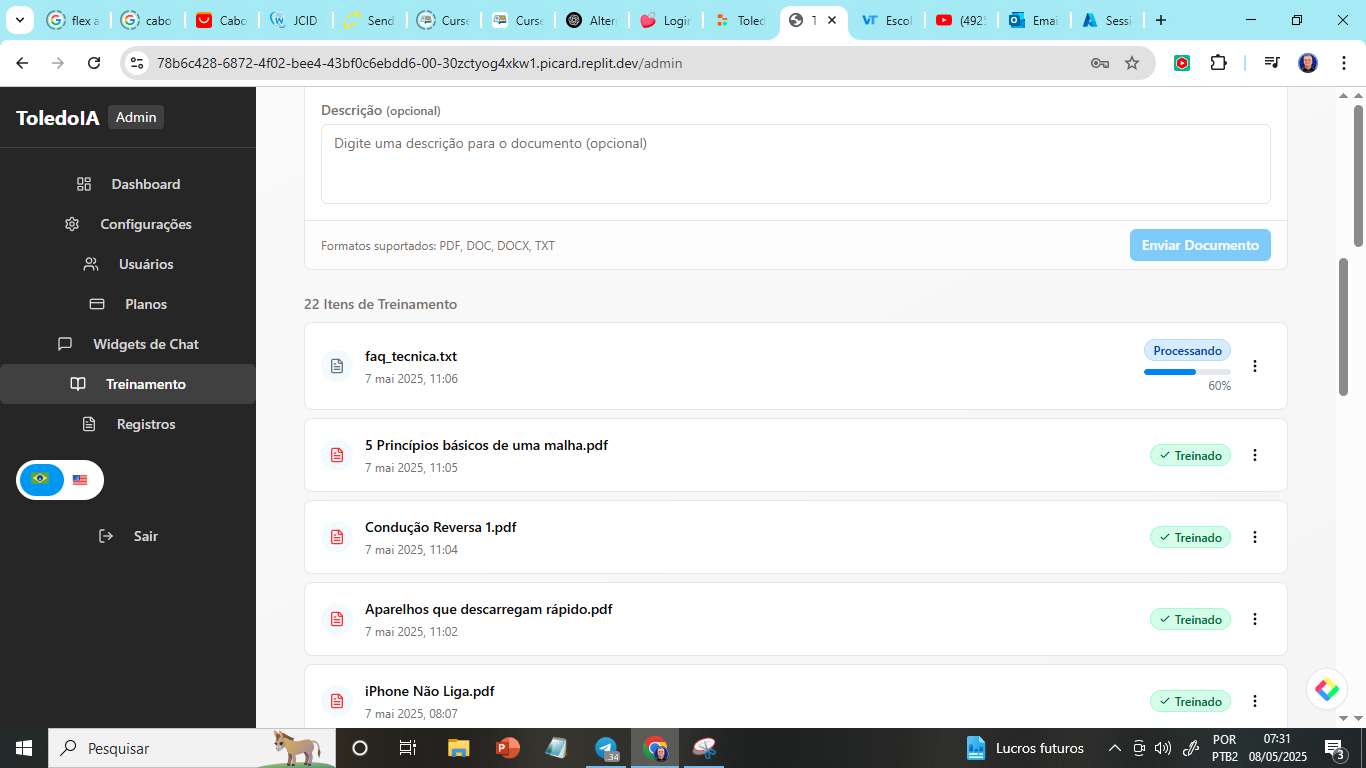 flex a
cabo
Cabo
JCID
Send
Curse
Curse
Alter
Login
Toled
T
Escol
(492
Emai
Sessi
78b6c428-6872-4f02-bee4-43bf0c6ebdd6-00-30zctyog4xkw1.picard.replit.dev/admin
ToledoIA
Admin
Dashboard
Configurações
Usuários
Planos
Widgets de Chat
Treinamento
Registros
Sair
Descrição (opcional)
Digite uma descrição para o documento (opcional)
Formatos suportados: PDF, DOC, DOCX, TXT
Enviar Documento
22 Itens de Treinamento
faq_tecnica.txt
7 mai 2025, 11:06
Processando
60%
5 Princípios básicos de uma malha.pdf
7 mai 2025, 11:05
Treinado
Condução Reversa 1.pdf
7 mai 2025, 11:04
Treinado
Aparelhos que descarregam rápido.pdf
7 mai 2025, 11:02
Treinado
iPhone Não Liga.pdf
7 mai 2025, 08:07
Treinado
Pesquisar
34
Lucros futuros
POR
PTB2
07:31
08/05/2025
3